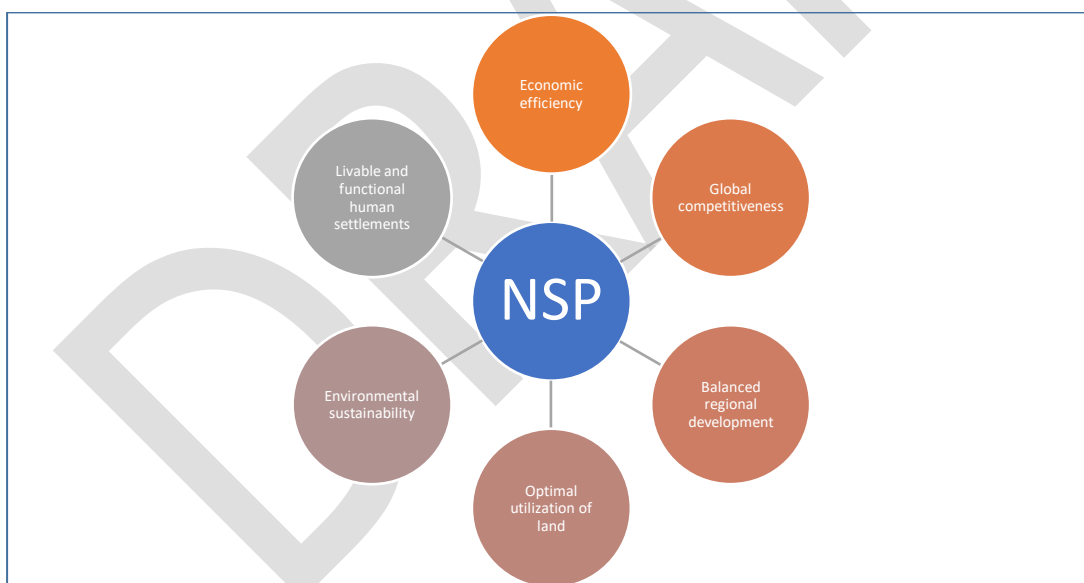 Economic
efficiency
Global
competitiveness
Balanced
regional
development
Optimal
utilization of
land
Environmental
sustainability
Livable and
functional
human
settlements
NSP
DRA